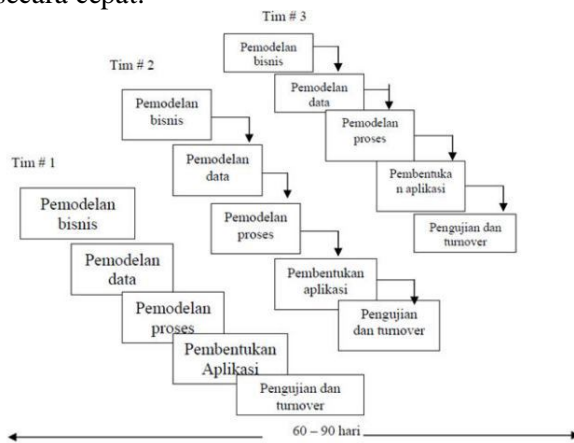 secara cepat.
Tim # 3
Pemodelan
bisnis
Pemodelan
data
Pemodelan
proses
Pembentuka
n aplikasi
Pengujian dan
turnover
Tim # 2
Pemodelan
bisnis
Pemodelan
data
Pemodelan
proses
Pembentukan
aplikasi
Pengujian
dan turnover
Tim # 1
Pemodelan
bisnis
Pemodelan
data
Pemodelan
proses
Pembentukan
Aplikasi
Pengujian dan
turnover
60 – 90 hari